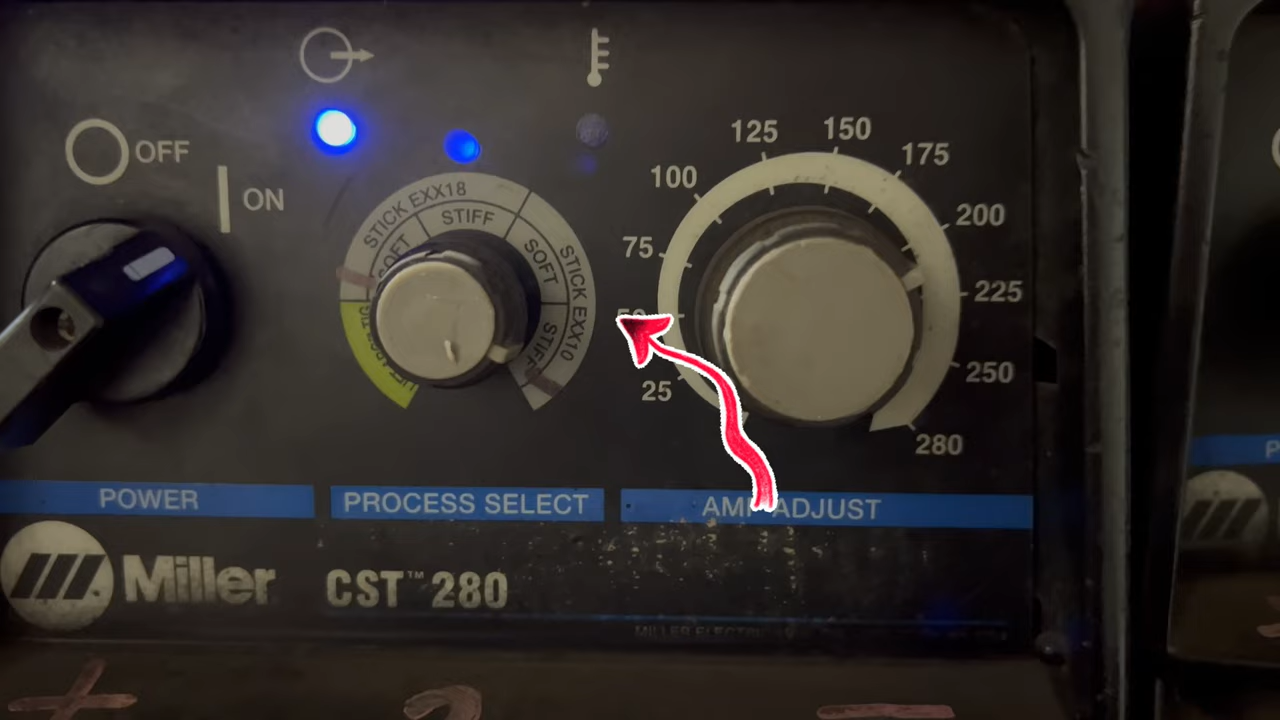 OFF
ON
STICK EXX18
SOFT
STIFF
STICK EXX10
SOFT
STIFF
25
75
100
125
150
175
200
225
250
280
POWER
PROCESS SELECT
AMP ADJUST
Miller
CST™ 280
MILLER